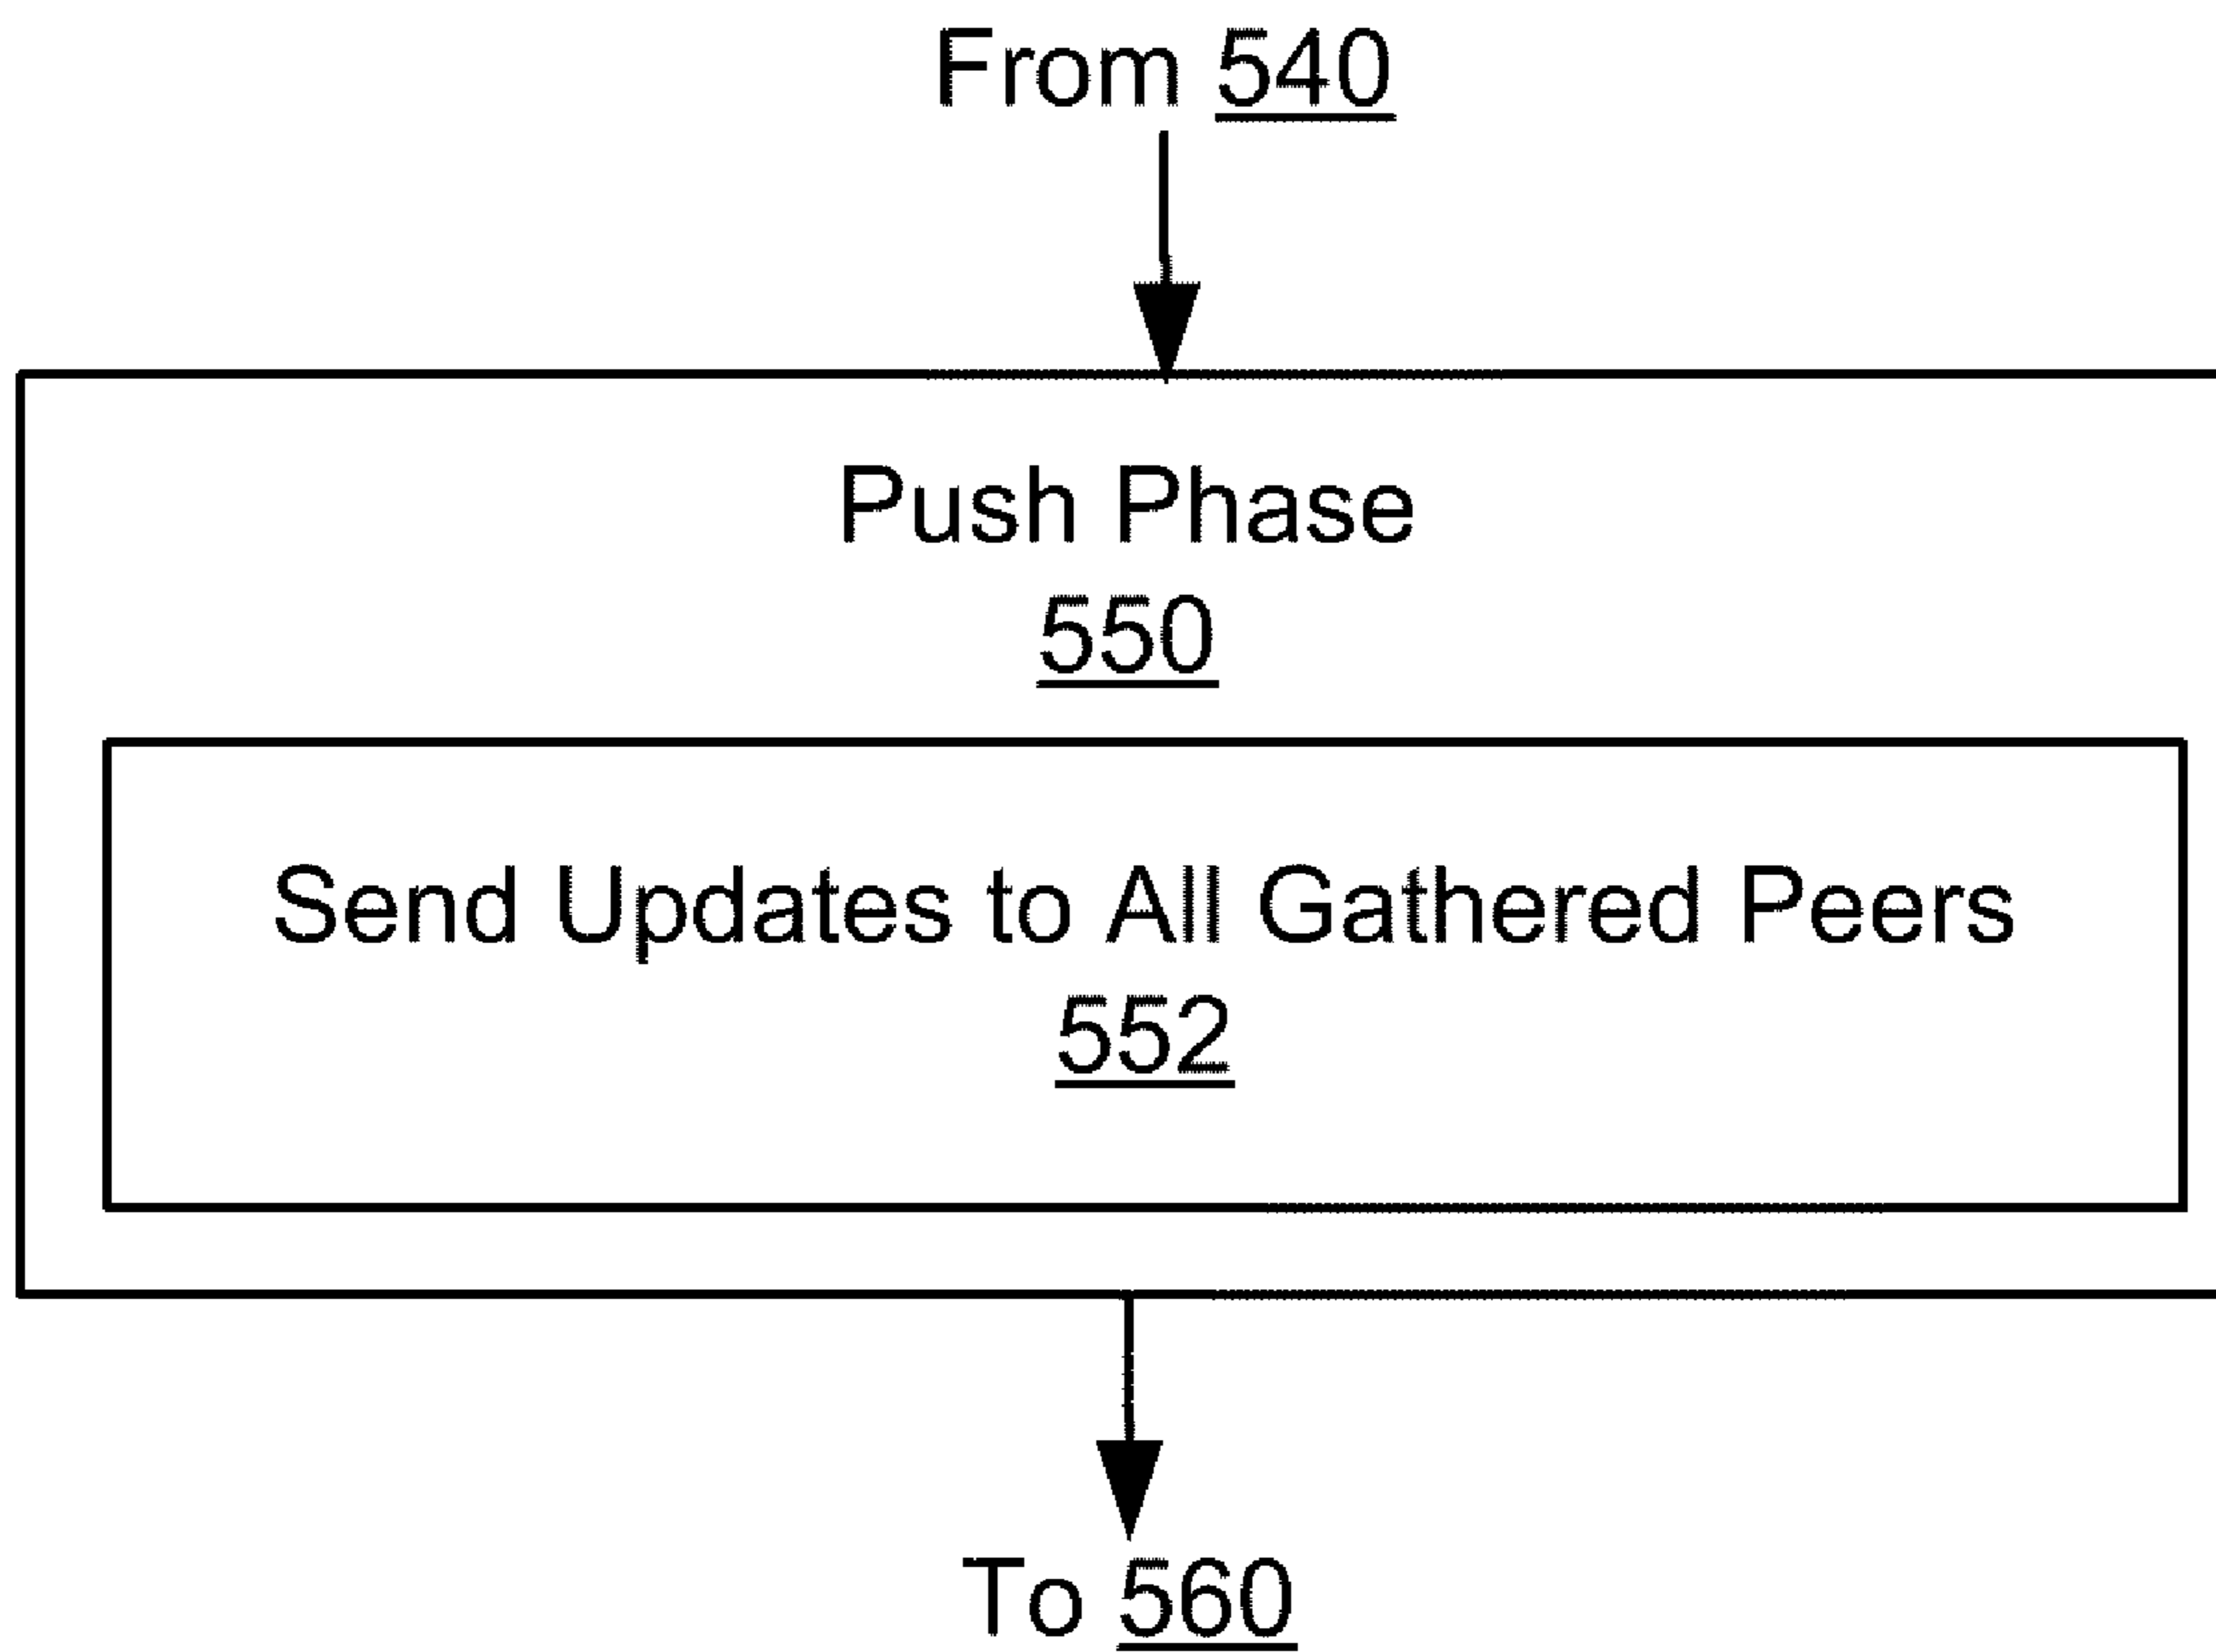 From 540
Push Phase
550
Send Updates to All Gathered Peers
552
To 560